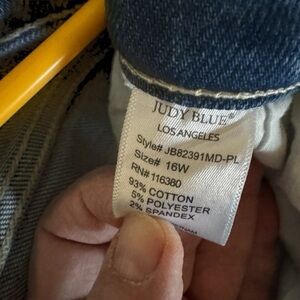 JUDY BLUE®
LOS ANGELES
Style# JB82391MD-PL
Size# 16W
RN# 116380
93% COTTON
5% POLYESTER
2% SPANDEX